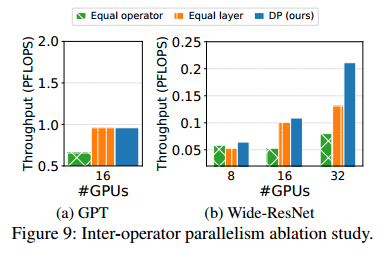 Equal operator Equal layer DP (ours)
Throughput (PFLOPS)
2.0
1.5
1.0
0.5
16
#GPUs
(a) GPT
Throughput (PFLOPS)
0.25
0.2
0.15
0.1
0.05
8 16 32
#GPUs
(b) Wide-ResNet
Figure 9: Inter-operator parallelism ablation study.